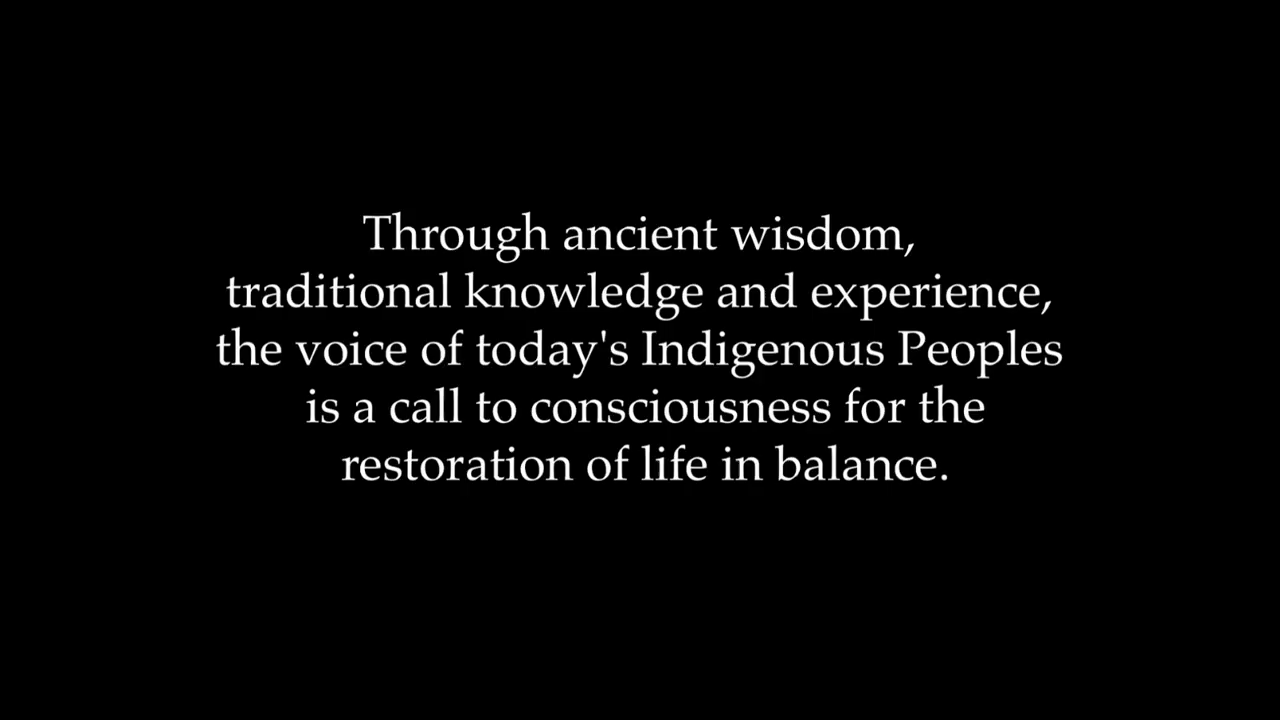 Through ancient wisdom,
traditional knowledge and experience,
the voice of today's Indigenous Peoples
is a call to consciousness for the
restoration of life in balance.